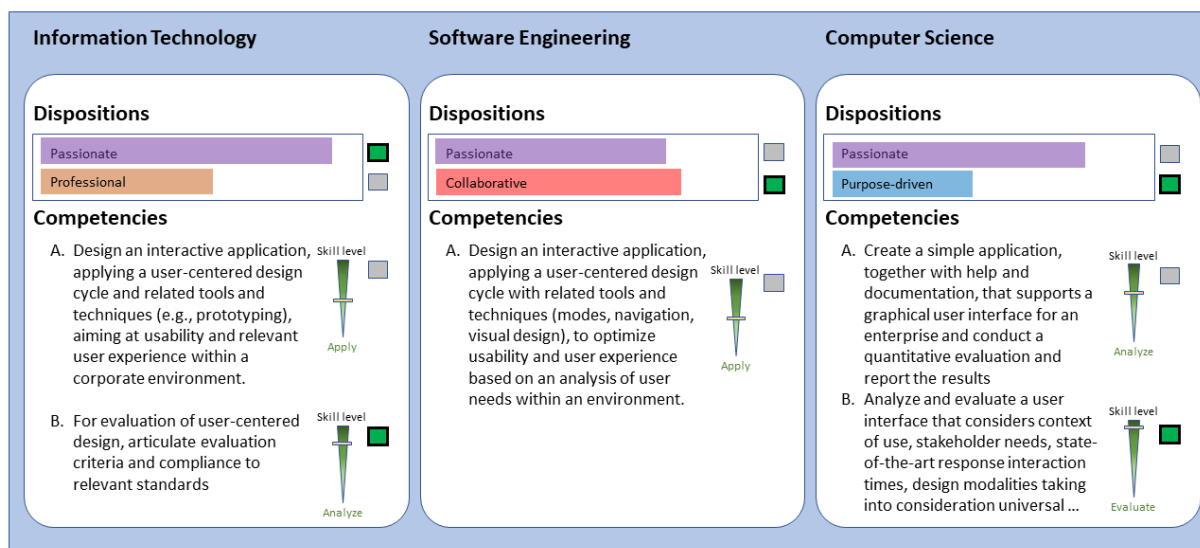 Information Technology
Dispositions
Passionate
Professional
Competencies
A. Design an interactive application,
applying a user-centered design
cycle and related tools and
techniques (e.g., prototyping),
aiming at usability and relevant
user experience within a
corporate environment.
Skill level
Apply
B. For evaluation of user-centered
design, articulate evaluation
criteria and compliance to
relevant standards
Skill level
Analyze
Software Engineering
Dispositions
Passionate
Collaborative
Competencies
A. Design an interactive application,
applying a user-centered design
cycle with related tools and
techniques (modes, navigation,
visual design), to optimize
usability and user experience
based on an analysis of user
needs within an environment.
Skill level
Apply
Computer Science
Dispositions
Passionate
Purpose-driven
Competencies
A. Create a simple application,
together with help and
documentation, that supports a
graphical user interface for an
enterprise and conduct a
quantitative evaluation and
report the results
Skill level
Analyze
B. Analyze and evaluate a user
interface that considers context
of use, stakeholder needs, state-
of-the-art response interaction
times, design modalities taking
into consideration universal ...
Skill level
Evaluate